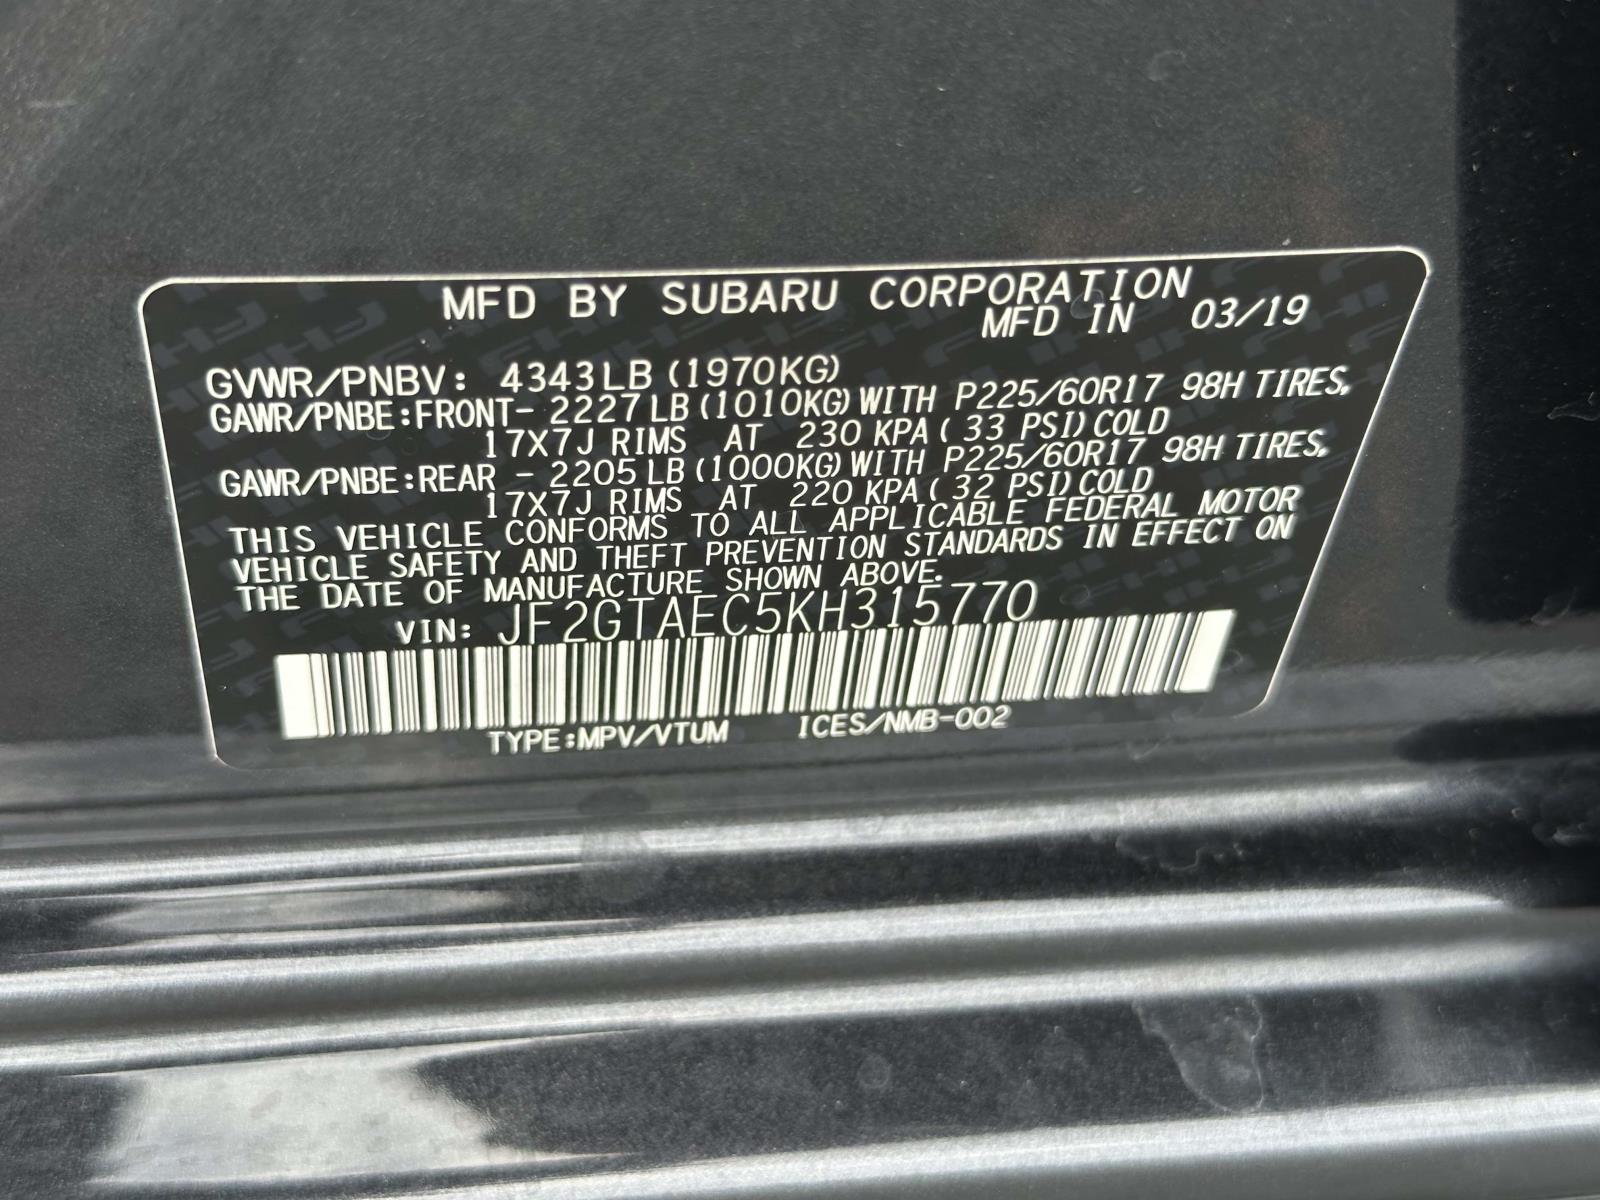 MFD BY SUBARU CORPORATION
MFD IN 03/19
GVWR/PNBV: 4343LB (1970KG)
GAWR/PNBE:FRONT- 2227LB (1010KG) WITH P225/60R17 98H TIRES,
17X7J RIMS AT 230 KPA ( 33 PSI) COLD
GAWR/PNBE:REAR - 2205LB (1000KG) WITH P225/60R17 98H TIRES,
17X7J RIMS AT 220 KPA ( 32 PSI) COLD
THIS VEHICLE CONFORMS TO ALL APPLICABLE FEDERAL MOTOR
VEHICLE SAFETY AND THEFT PREVENTION STANDARDS IN EFFECT ON
THE DATE OF MANUFACTURE SHOWN ABOVE.
VIN: JF2GTAEC5KH315770
TYPE:MPV/VTUM ICES/NMB-002